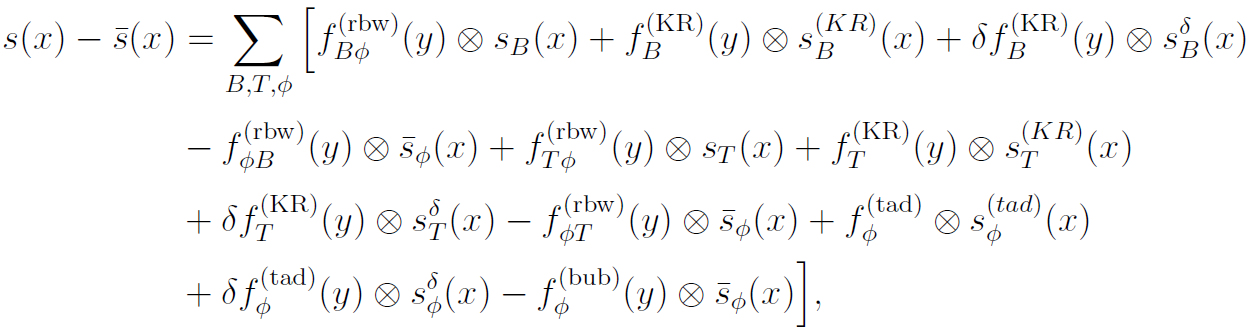 s(x) − s̄(x) = ∑_{B,T,ϕ} [ f_{Bϕ}^{(rbw)}(y) ⊗ s_B(x) + f_B^{(KR)}(y) ⊗ s_B^{(KR)}(x) + δf_B^{(KR)}(y) ⊗ s_B^δ(x)
− f_{ϕB}^{(rbw)}(y) ⊗ s̄_ϕ(x) + f_{Tϕ}^{(rbw)}(y) ⊗ s_T(x) + f_T^{(KR)}(y) ⊗ s_T^{(KR)}(x)
+ δf_T^{(KR)}(y) ⊗ s_T^δ(x) − f_{ϕT}^{(rbw)}(y) ⊗ s̄_ϕ(x) + f_ϕ^{(tad)} ⊗ s_ϕ^{(tad)}(x)
+ δf_ϕ^{(tad)}(y) ⊗ s_ϕ^δ(x) − f_ϕ^{(bub)}(y) ⊗ s̄_ϕ(x) ],